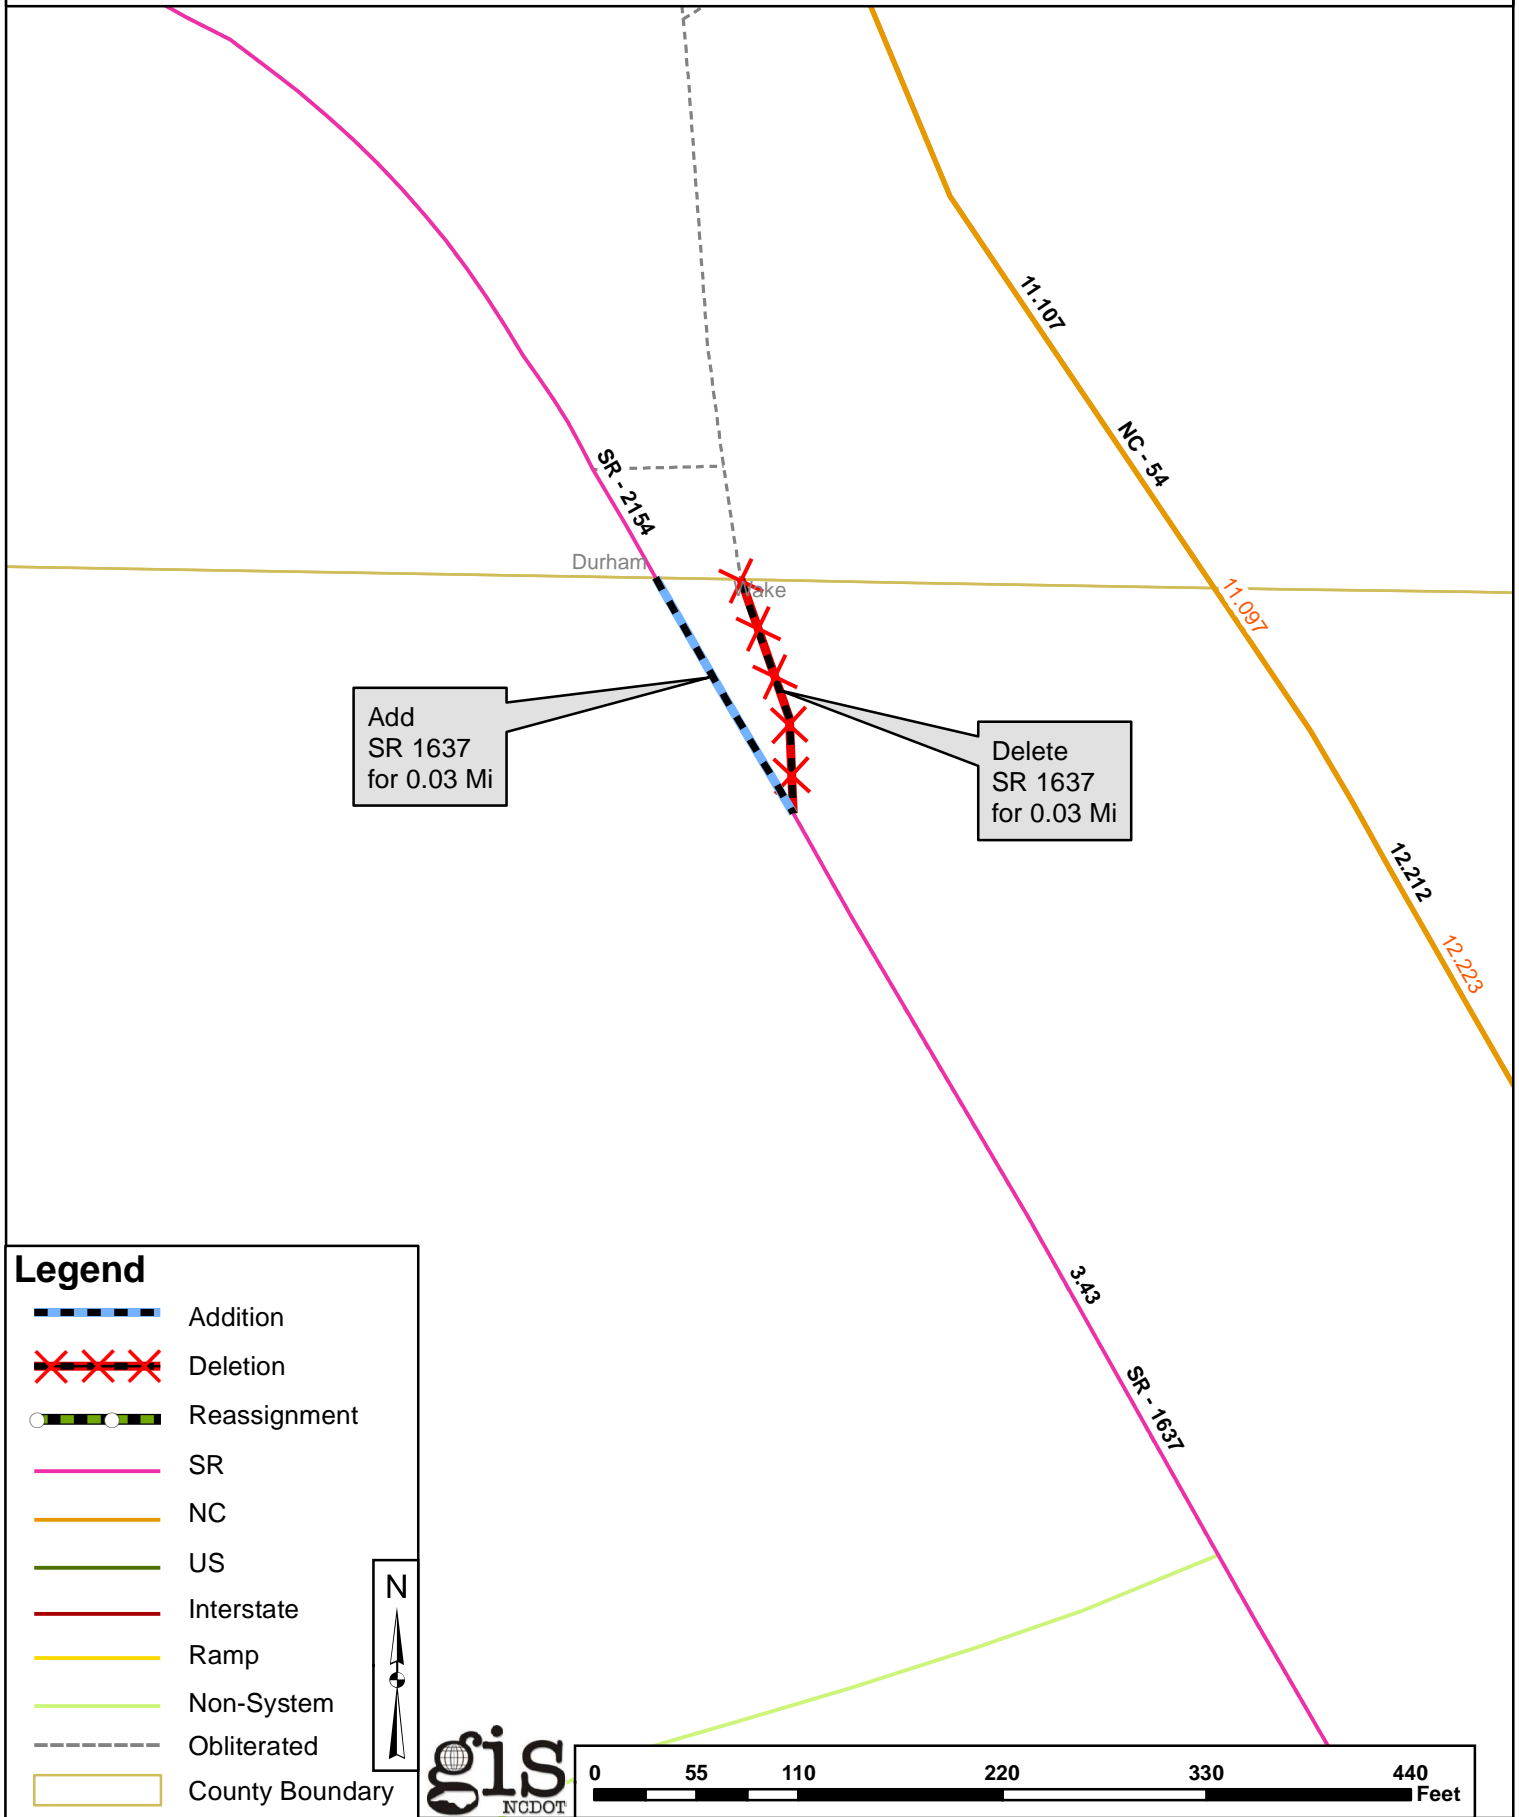 11.107
NC - 54
SR - 2154
Durham
Wake
11.097
Add
SR 1637
for 0.03 Mi
Delete
SR 1637
for 0.03 Mi
12.212
12.223
3.43
SR - 1637
Legend
Addition
Deletion
Reassignment
SR
NC
US
Interstate
Ramp
Non-System
Obliterated
County Boundary
N
gis
NCDOT
0 55 110 220 330 440
Feet